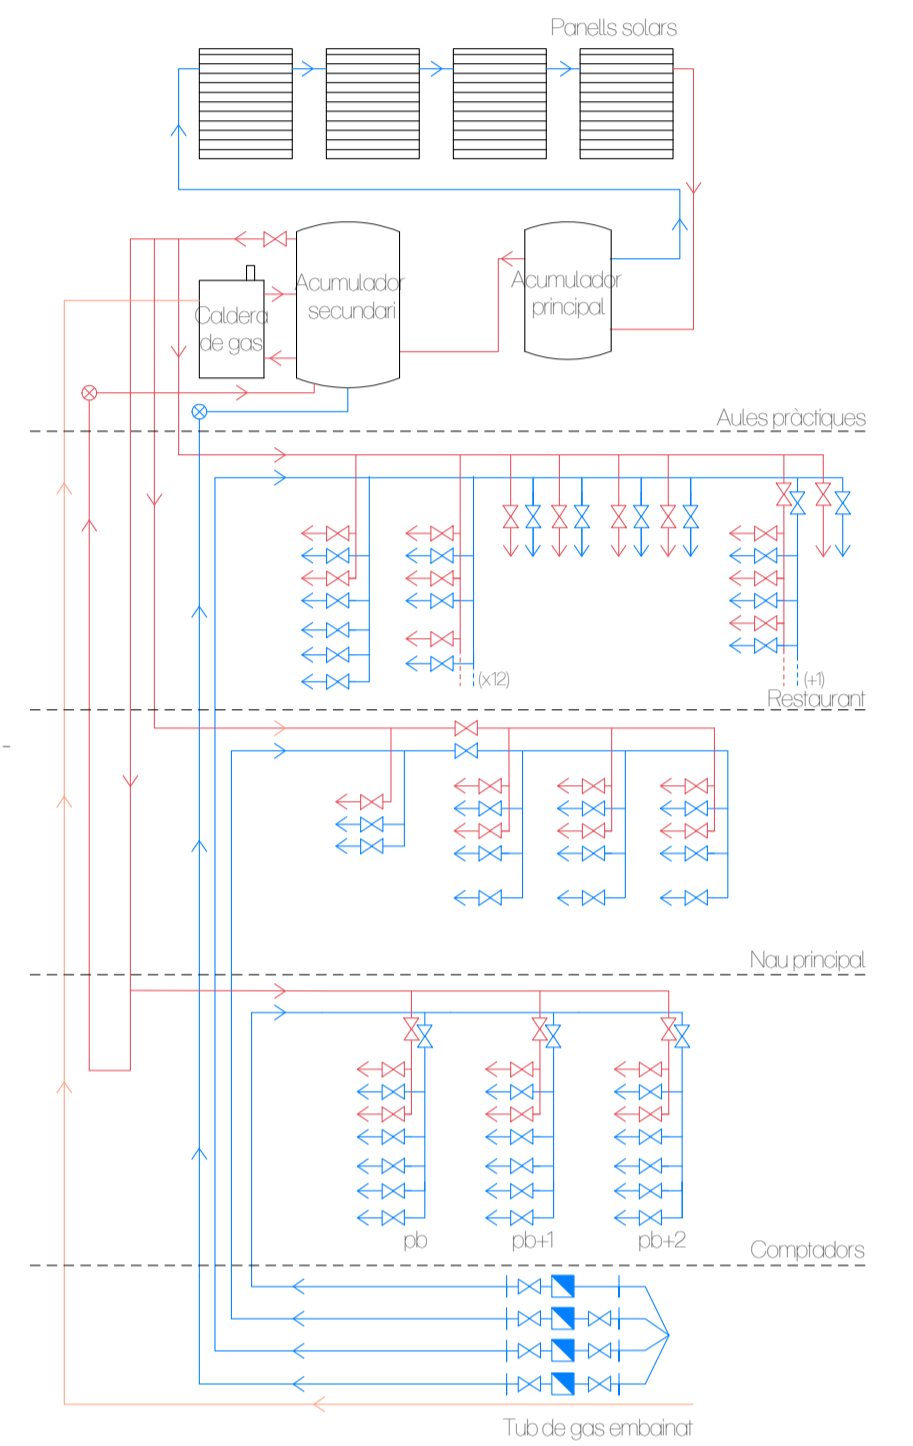 Panells solars
Acumulador
secundari
Acumulador
principal
Caldera
de gas
Aules pràctiques
(x12)
(+1)
Restaurant
Nau principal
pb
pb+1
pb+2
Comptadors
Tub de gas embainat